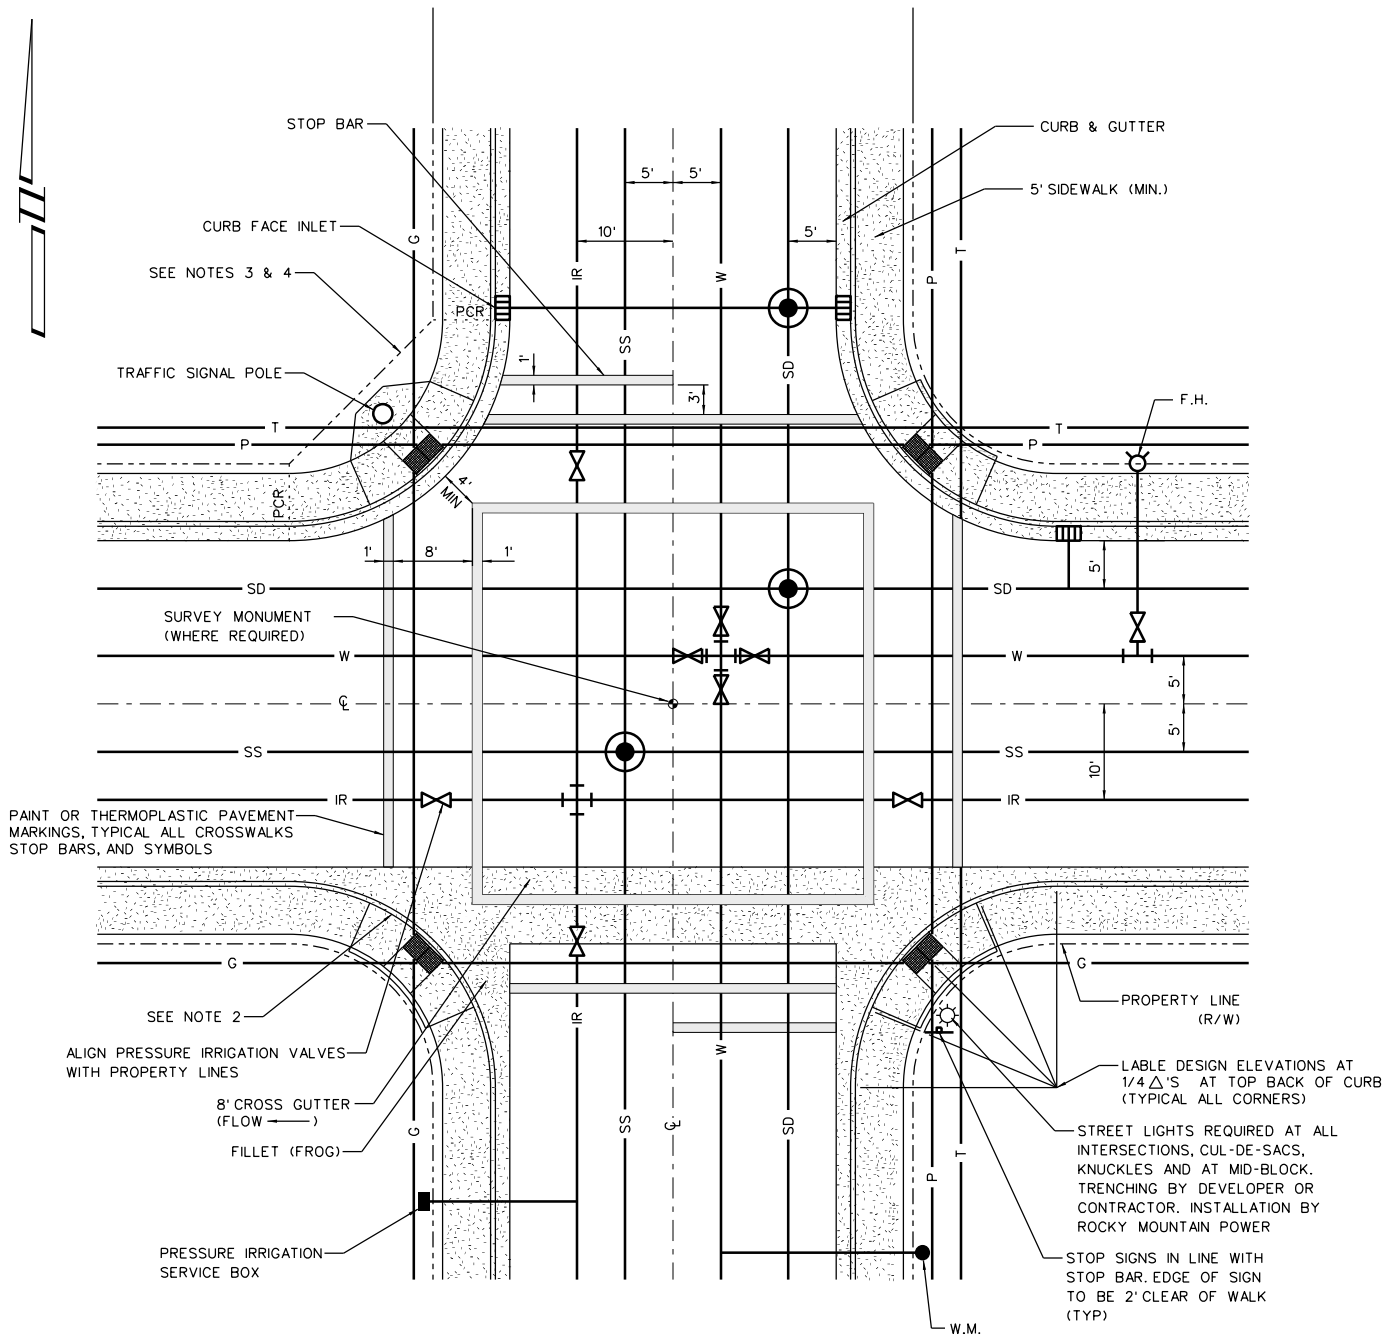 STOP BAR
CURB & GUTTER
5' 5'
5' SIDEWALK (MIN.)
CURB FACE INLET
10'
5'
G
IR
W
P
T
SEE NOTES 3 & 4
PCR
SS
SD
1'
TRAFFIC SIGNAL POLE
3'
F.H.
T
T
P
P
PCR
4'
MIN
1' 8' 1'
5'
SD
SD
SURVEY MONUMENT
(WHERE REQUIRED)
W
W
5'
℄
5'
SS
SS
10'
IR
IR
PAINT OR THERMOPLASTIC PAVEMENT
MARKINGS, TYPICAL ALL CROSSWALKS
STOP BARS, AND SYMBOLS
G
G
PROPERTY LINE
(R/W)
SEE NOTE 2
IR
W
ALIGN PRESSURE IRRIGATION VALVES
WITH PROPERTY LINES
LABLE DESIGN ELEVATIONS AT
1/4 △'S AT TOP BACK OF CURB
(TYPICAL ALL CORNERS)
8' CROSS GUTTER
(FLOW ⟵ )
G
SS
℄
SD
FILLET (FROG)
P
T
STREET LIGHTS REQUIRED AT ALL
INTERSECTIONS, CUL-DE-SACS,
KNUCKLES AND AT MID-BLOCK.
TRENCHING BY DEVELOPER OR
CONTRACTOR. INSTALLATION BY
ROCKY MOUNTAIN POWER
PRESSURE IRRIGATION
SERVICE BOX
STOP SIGNS IN LINE WITH
STOP BAR. EDGE OF SIGN
TO BE 2' CLEAR OF WALK
(TYP)
W.M.